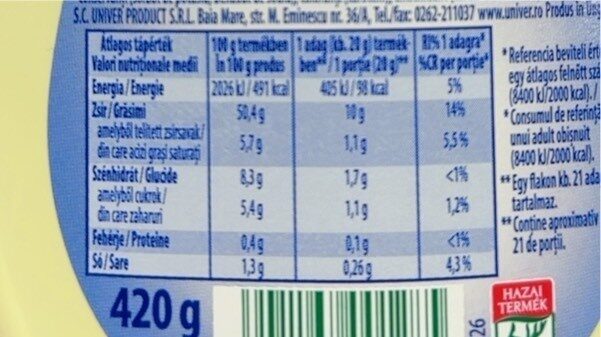 S.C. UNIVER PRODUCT S.R.L. Baia Mare, str. M. Eminescu nr. 36/A, Tel./fax: 0262-211037 www.univer.ro Produs in
Átlagos tápérték 100 g termékben 1 adag (kb. 20 g) termék- RI% 1 adagra*
Valori nutriționale medii în 100 g produs ben** / 1 porție (20 g)** %CR per porție*
Energia / Energie 2026 kJ / 491 kcal 405 kJ / 98 kcal 5%
Zsír / Grăsimi 50,4 g 10 g 14%
amelyből telített zsírsavak /
din care acizi grași saturați 5,7 g 1,1 g 5,5 %
Szénhidrát / Glucide 8,3 g 1,7 g <1%
amelyből cukrok /
din care zaharuri 5,4 g 1,1 g 1,2%
Fehérje / Proteine 0,4 g 0,1 g <1%
Só / Sare 1,3 g 0,26 g 4,3 %
* Referencia beviteli ért
egy átlagos felnőtt szá
(8400 kJ/2000 kcal). /
* Consumul de referinț
unui adult obișnuit
(8400 kJ/2000 kcal).
** Egy flakon kb. 21 ada
tartalmaz.
** Conține aproximativ
21 de porții.
420 g
26
HAZAI
TERMÉK